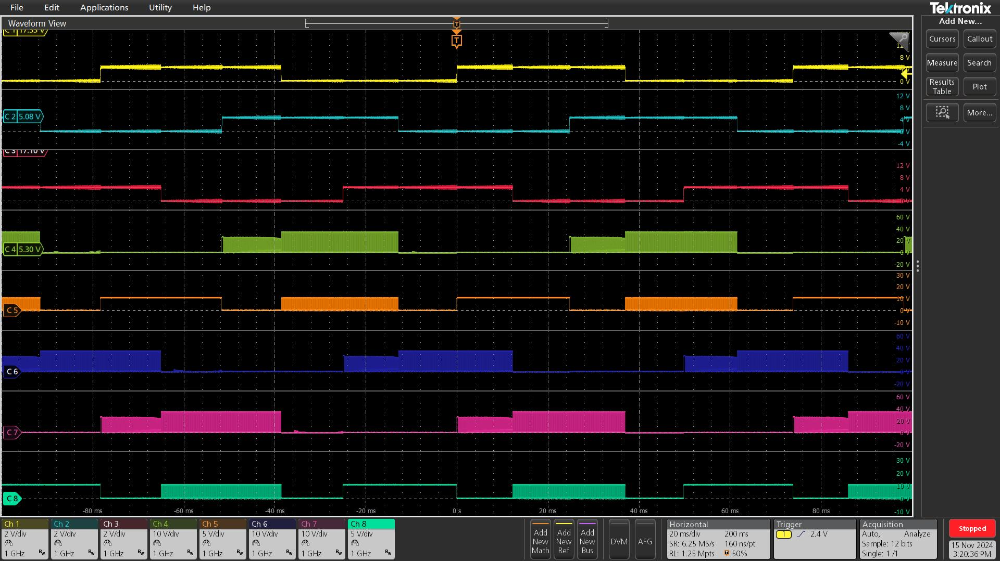 File Edit Applications Utility Help
Tektronix
Waveform View
Add New...
Cursors Callout
Measure Search
Results Table Plot
More...
T
T
C 1 17.33 V
8 V
0 V
C 2 5.08 V
12 V
8 V
4 V
0 V
-4 V
C 3 17.10 V
12 V
8 V
4 V
0 V
C 4 5.30 V
60 V
40 V
20 V
0 V
-20 V
C 5
30 V
20 V
10 V
0 V
-10 V
C 6
60 V
40 V
20 V
0 V
-20 V
C 7
60 V
40 V
20 V
0 V
-20 V
C 8
30 V
20 V
10 V
0 V
-10 V
-80 ms -60 ms -40 ms -20 ms 0 s 20 ms 40 ms 60 ms 80 ms
Ch 1
2 V/div
1 GHz Bw
Ch 2
2 V/div
1 GHz Bw
Ch 3
2 V/div
1 GHz Bw
Ch 4
10 V/div
1 GHz Bw
Ch 5
5 V/div
1 GHz Bw
Ch 6
10 V/div
1 GHz Bw
Ch 7
10 V/div
1 GHz Bw
Ch 8
5 V/div
1 GHz Bw
Add
New
Math
Add
New
Ref
Add
New
Bus
DVM
AFG
Horizontal
20 ms/div 200 ms
SR: 6.25 MS/s 160 ns/pt
RL: 1.25 Mpts T 50%
Trigger
1 2.4 V
Acquisition
Auto, Analyze
Sample: 12 bits
Single: 1 /1
Stopped
15 Nov 2024
3:20:36 PM